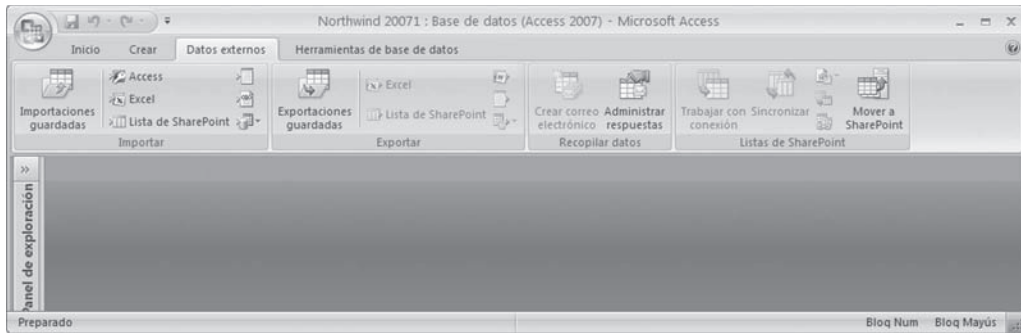 Northwind 20071 : Base de datos (Access 2007) - Microsoft Access
Inicio Crear Datos externos Herramientas de base de datos
Importaciones guardadas
Access
Excel
Lista de SharePoint
Importar
Exportaciones guardadas
Excel
Lista de SharePoint
Exportar
Crear correo electrónico
Administrar respuestas
Recopilar datos
Trabajar con conexión
Sincronizar
Mover a SharePoint
Listas de SharePoint
Panel de exploración
Preparado
Bloq Num Bloq Mayús